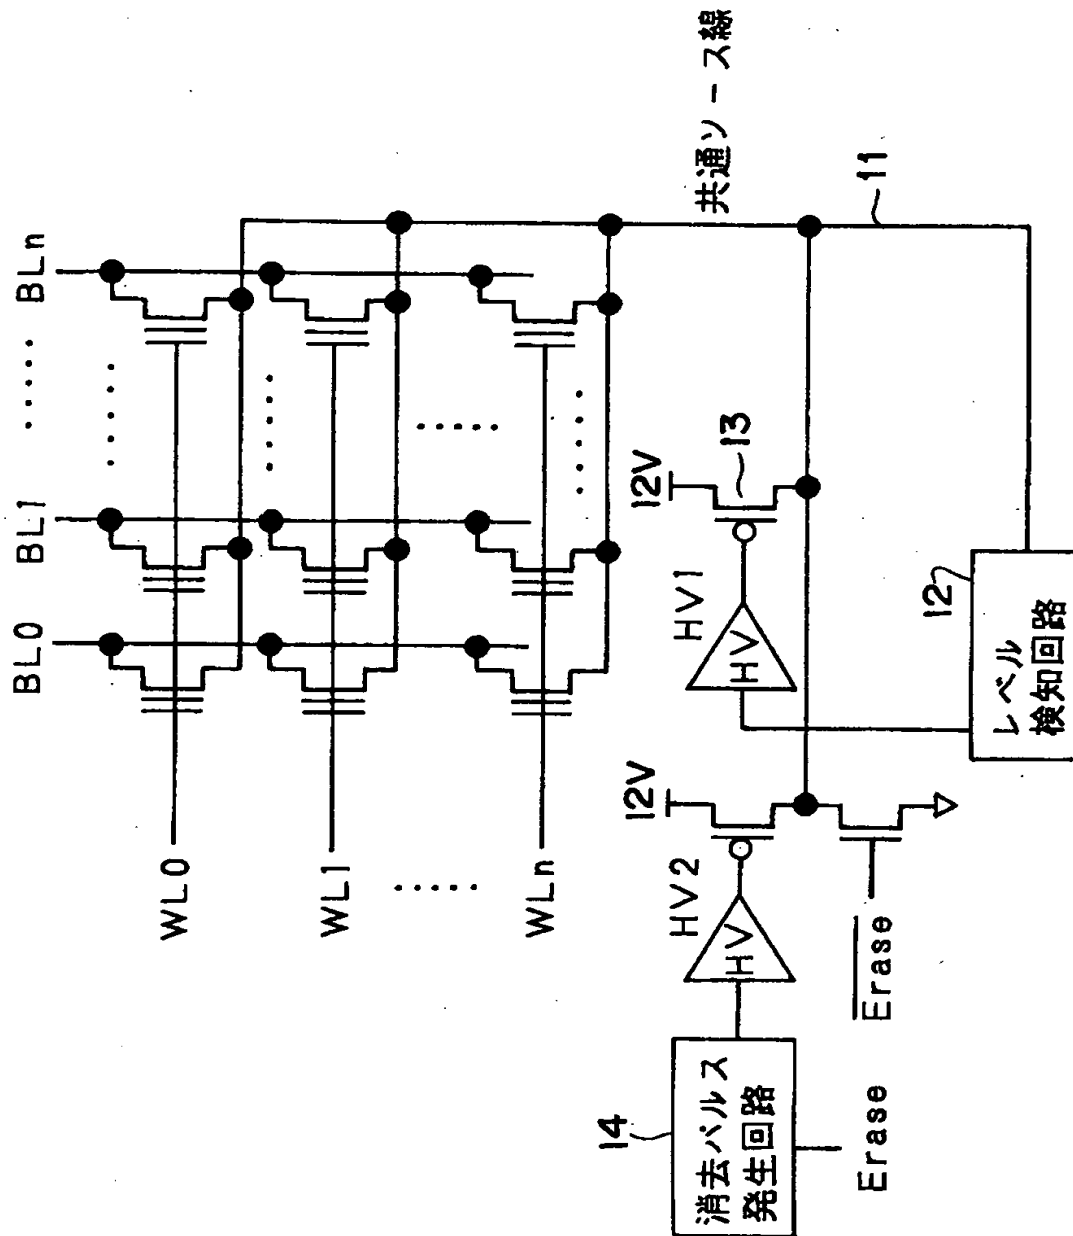 BL0
BL1
.....
BLn
WL0
WL1
.....
WLn
共通ソース線
11
12V
13
HV1
HV
12V
HV2
HV
12
レベル
検知回路
14
消去パルス
発生回路
Erase
Erase